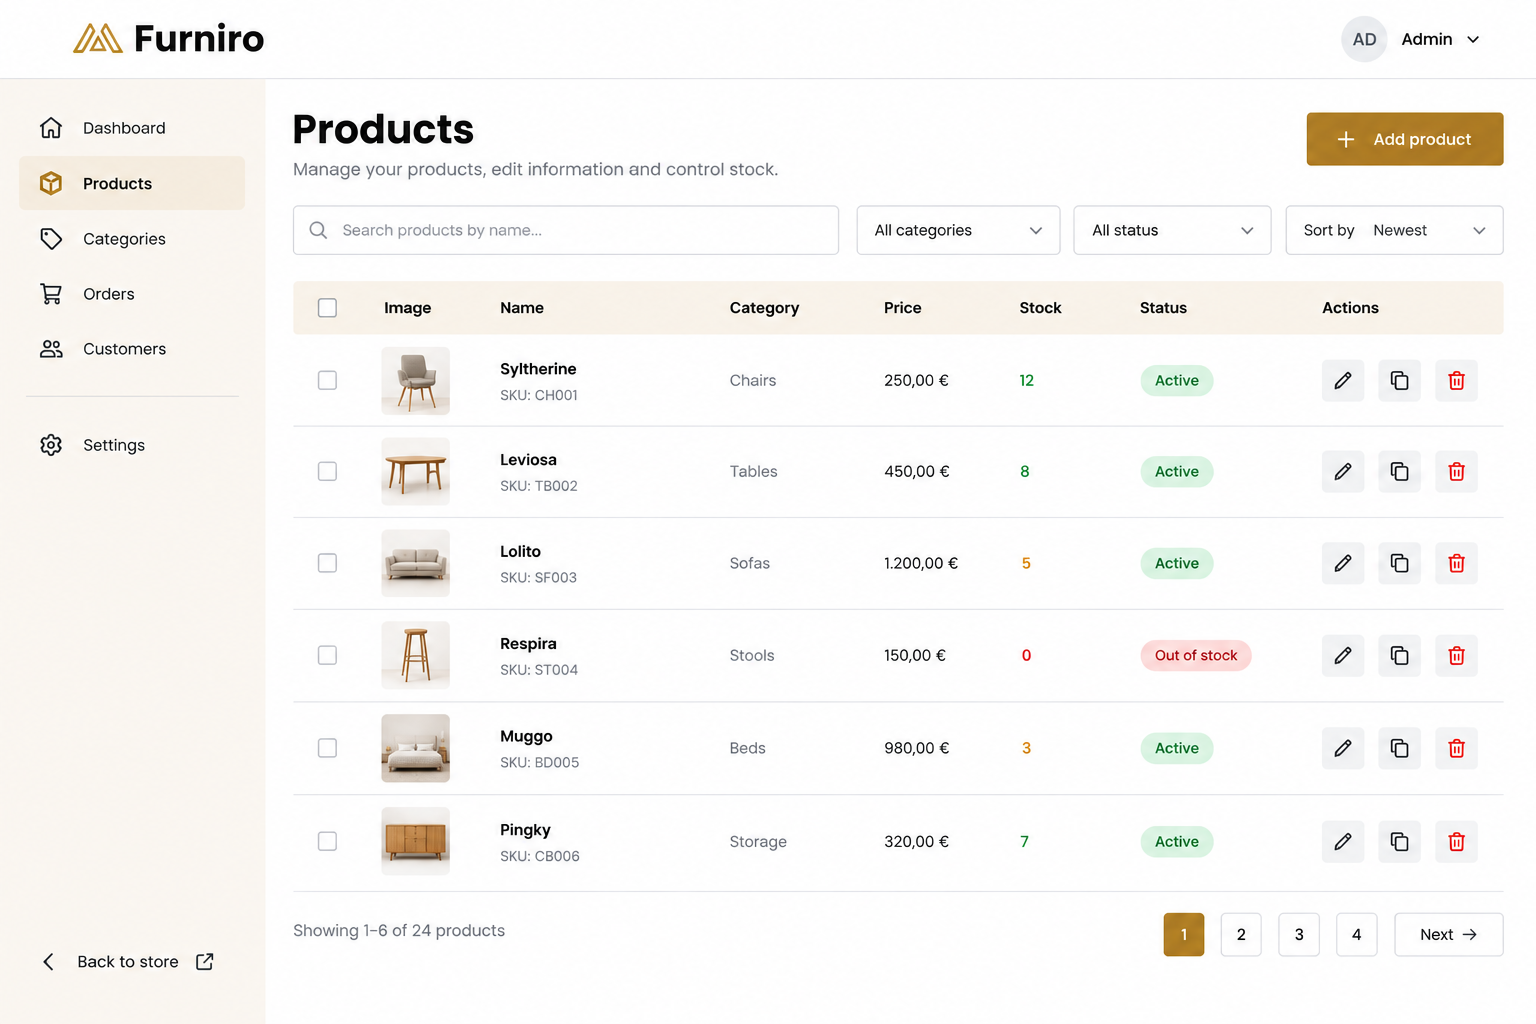 Furniro
AD Admin
Dashboard
Products
Categories
Orders
Customers
Settings
Back to store
Products
Manage your products, edit information and control stock.
Add product
Search products by name...
All categories
All status
Sort by Newest
Image Name Category Price Stock Status Actions
Syltherine
SKU: CH001
Chairs 250,00 € 12 Active
Leviosa
SKU: TB002
Tables 450,00 € 8 Active
Lolito
SKU: SF003
Sofas 1.200,00 € 5 Active
Respira
SKU: ST004
Stools 150,00 € 0 Out of stock
Muggo
SKU: BD005
Beds 980,00 € 3 Active
Pingky
SKU: CB006
Storage 320,00 € 7 Active
Showing 1–6 of 24 products
1 2 3 4 Next →